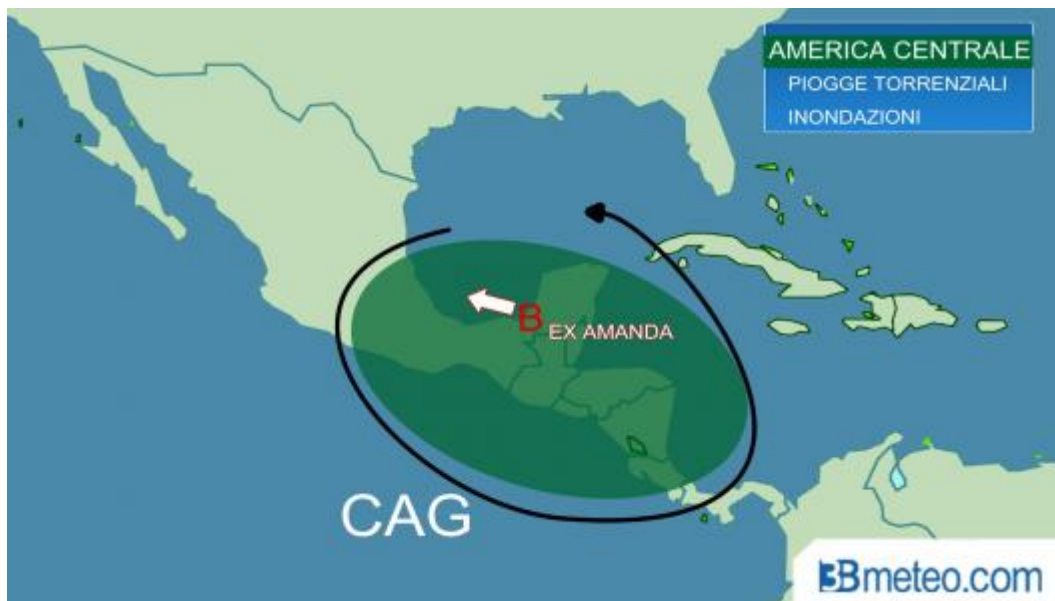 AMERICA CENTRALE
PIOGGE TORRENZIALI
INONDAZIONI
B
EX AMANDA
CAG
3Bmeteo.com